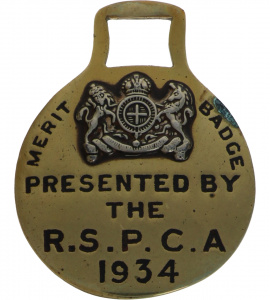 MERIT BADGE
PRESENTED BY
THE
R.S.P.C.A
1934